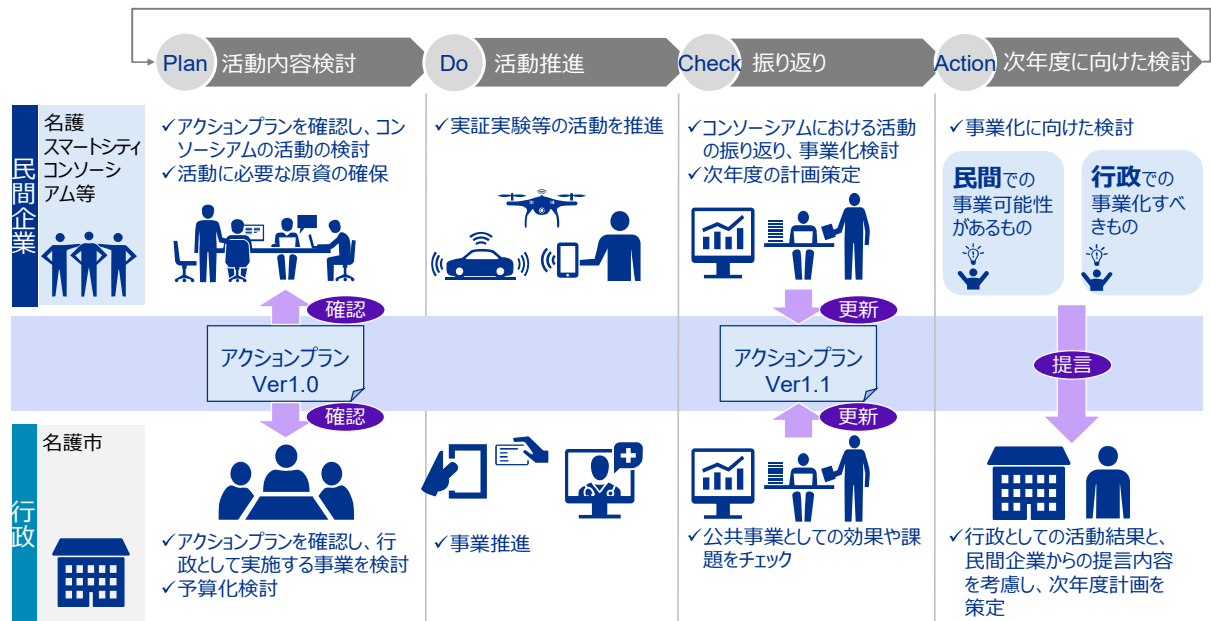 Plan 活動内容検討
Do 活動推進
Check 振り返り
Action 次年度に向けた検討
民間企業
名護
スマートシティ
コンソーシ
アム等
✓アクションプランを確認し、コン
ソーシアムの活動の検討
✓活動に必要な原資の確保
✓実証実験等の活動を推進
✓コンソーシアムにおける活動
の振り返り、事業化検討
✓次年度の計画策定
✓事業化に向けた検討
民間での
事業可能性
があるもの
行政での
事業化すべ
きもの
確認
アクションプラン
Ver1.0
確認
更新
アクションプラン
Ver1.1
更新
提言
行政
名護市
✓アクションプランを確認し、行
政として実施する事業を検討
✓予算化検討
✓事業推進
✓公共事業としての効果や課
題をチェック
✓行政としての活動結果と、
民間企業からの提言内容
を考慮し、次年度計画を
策定